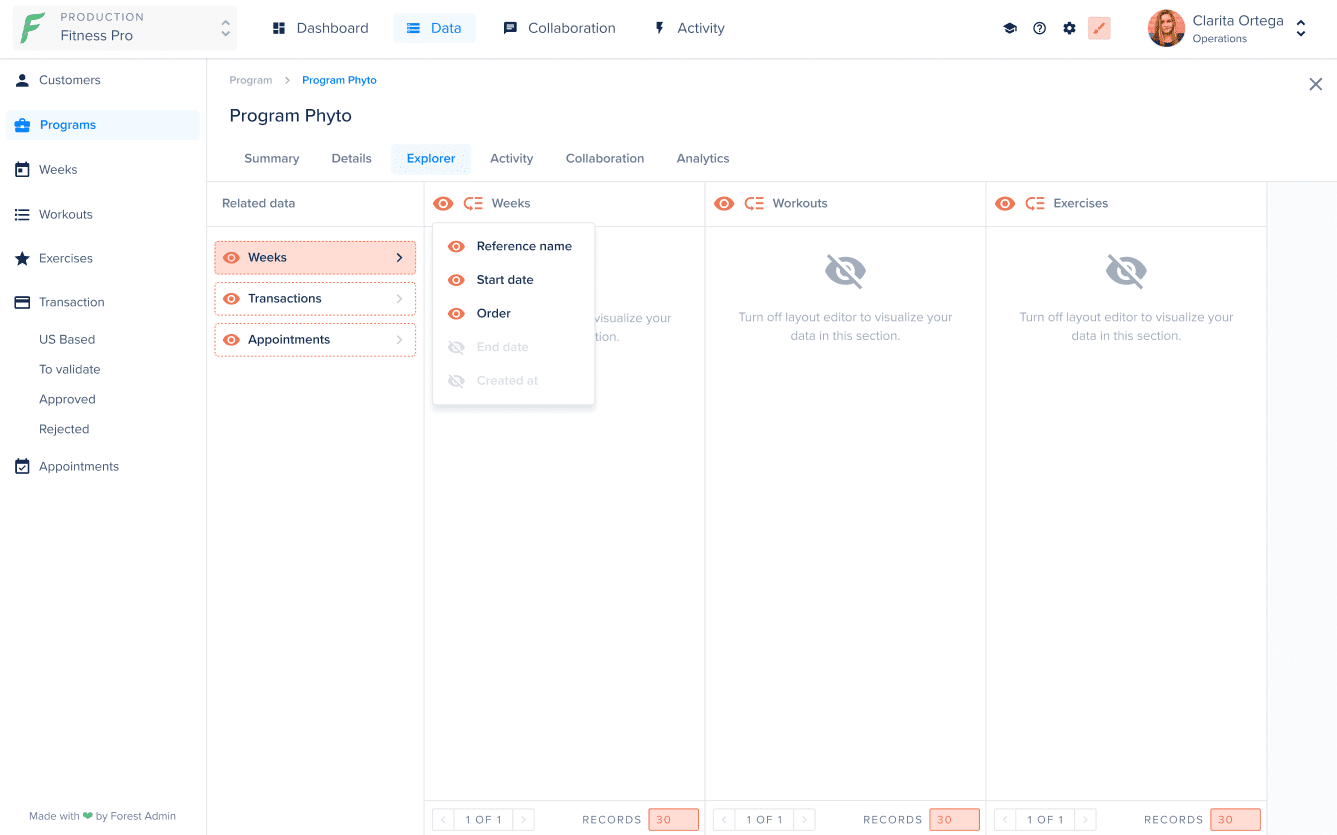 PRODUCTION
Fitness Pro
Dashboard
Data
Collaboration
Activity
Clarita Ortega
Operations
Customers
Programs
Weeks
Workouts
Exercises
Transaction
US Based
To validate
Approved
Rejected
Appointments
Made with ❤ by Forest Admin
Program > Program Phyto
Program Phyto
Summary
Details
Explorer
Activity
Collaboration
Analytics
Related data
Weeks
Transactions
Appointments
Weeks
Reference name
Start date
Order
End date
Created at
visualize your
tion.
1 OF 1
RECORDS 30
Workouts
Turn off layout editor to visualize your
data in this section.
1 OF 1
RECORDS 30
Exercises
Turn off layout editor to visualize your
data in this section.
1 OF 1
RECORDS 30